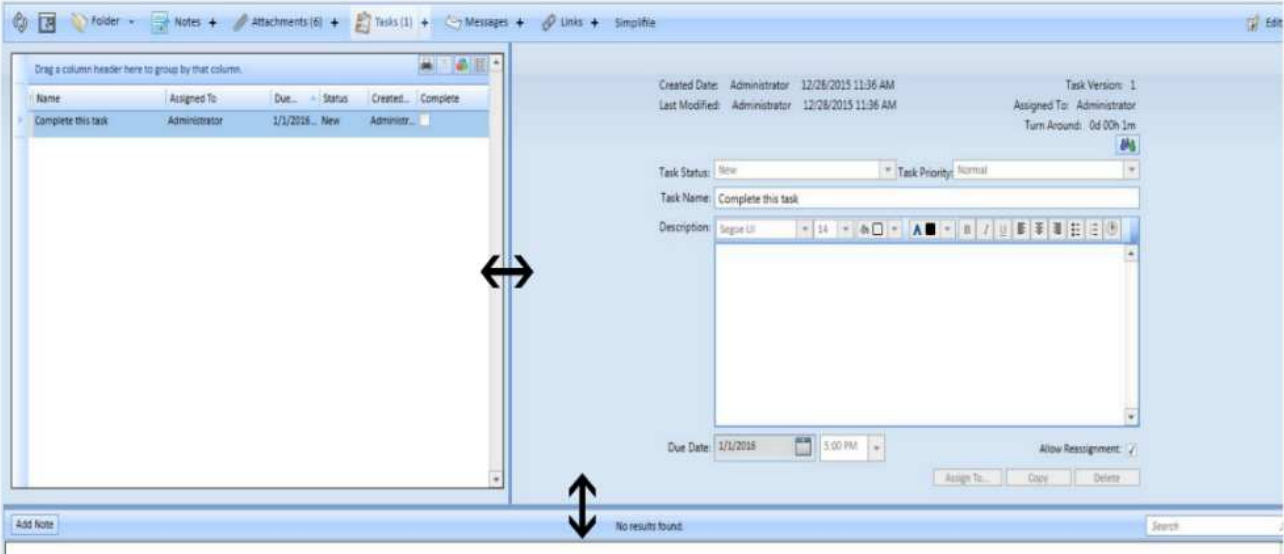 Folder Notes + Attachments (6) + Tasks (1) + Messages + Links + Simplifile
Drag a column header here to group by that column.
Name Assigned To Due... Status Created... Complete
Complete this task Administrator 1/1/2016... New Administr...
Created Date: Administrator 12/28/2015 11:36 AM Task Version: 1
Last Modified: Administrator 12/28/2015 11:36 AM Assigned To: Administrator
Turn Around: 0d 00h 1m
Task Status: New Task Priority: Normal
Task Name: Complete this task
Description: Segoe UI 14 A B I U
Due Date: 1/1/2016 5:00 PM Allow Reassignment:
Assign To... Copy Delete
Add Note No results found. Search